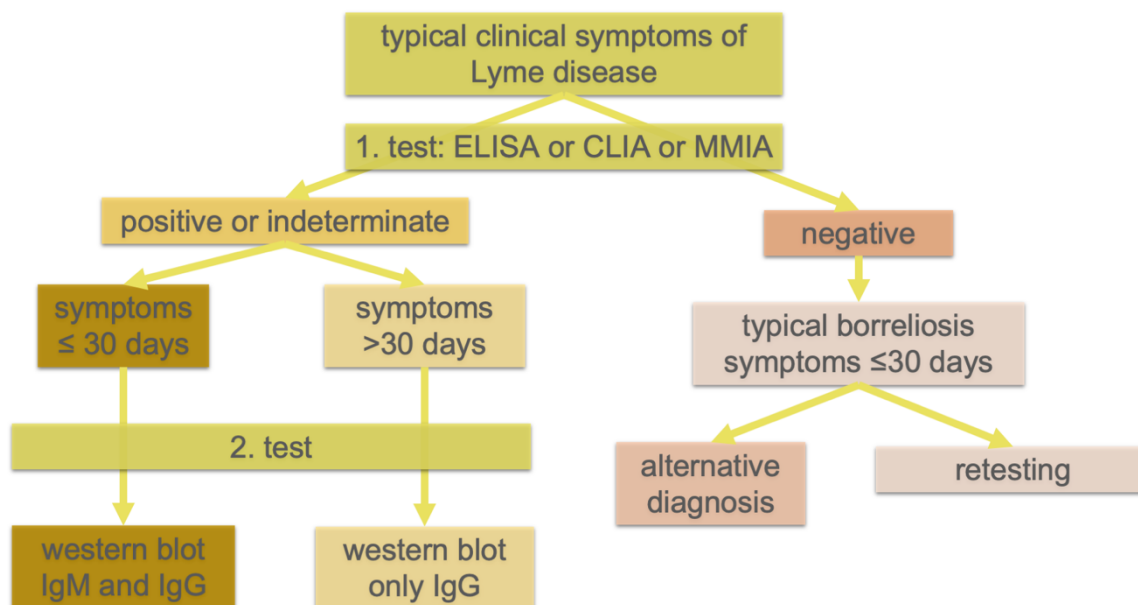 typical clinical symptoms of
Lyme disease
1. test: ELISA or CLIA or MMIA
positive or indeterminate
negative
symptoms
≤ 30 days
symptoms
>30 days
typical borreliosis
symptoms ≤30 days
2. test
alternative
diagnosis
retesting
western blot
IgM and IgG
western blot
only IgG